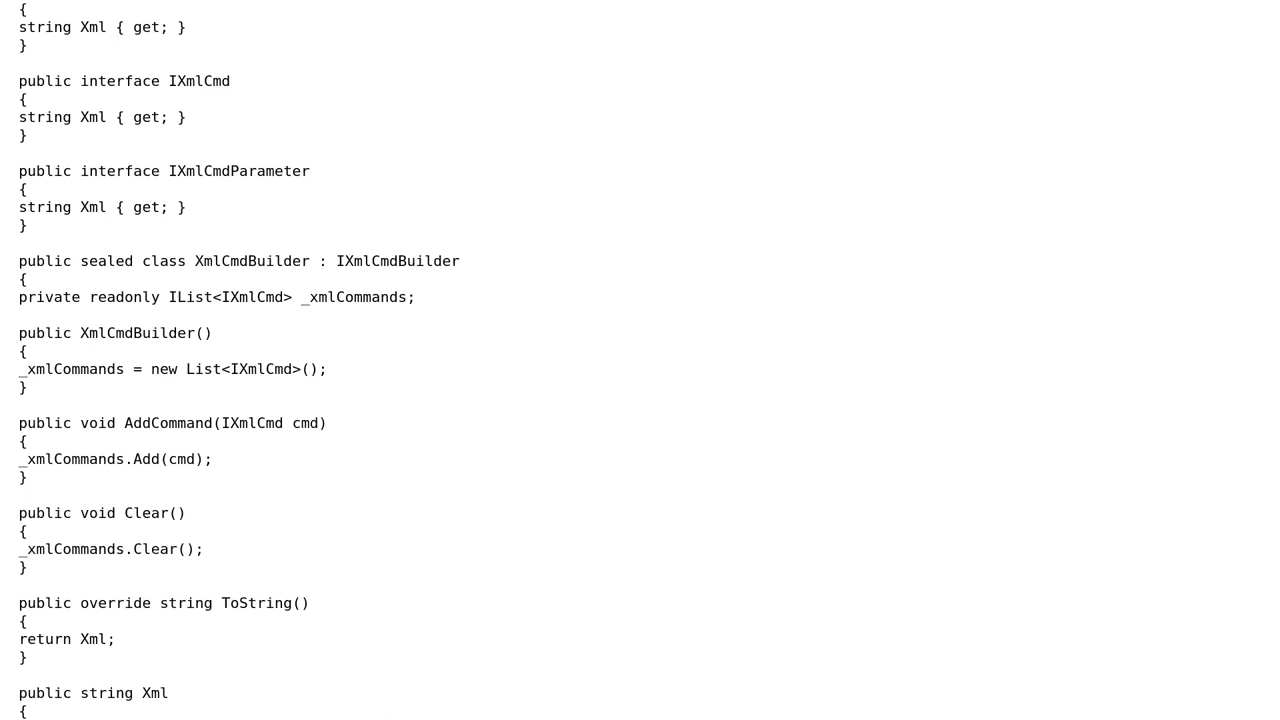 {
string Xml { get; }
}

public interface IXmlCmd
{
string Xml { get; }
}

public interface IXmlCmdParameter
{
string Xml { get; }
}

public sealed class XmlCmdBuilder : IXmlCmdBuilder
{
private readonly IList<IXmlCmd> _xmlCommands;

public XmlCmdBuilder()
{
_xmlCommands = new List<IXmlCmd>();
}

public void AddCommand(IXmlCmd cmd)
{
_xmlCommands.Add(cmd);
}

public void Clear()
{
_xmlCommands.Clear();
}

public override string ToString()
{
return Xml;
}

public string Xml
{